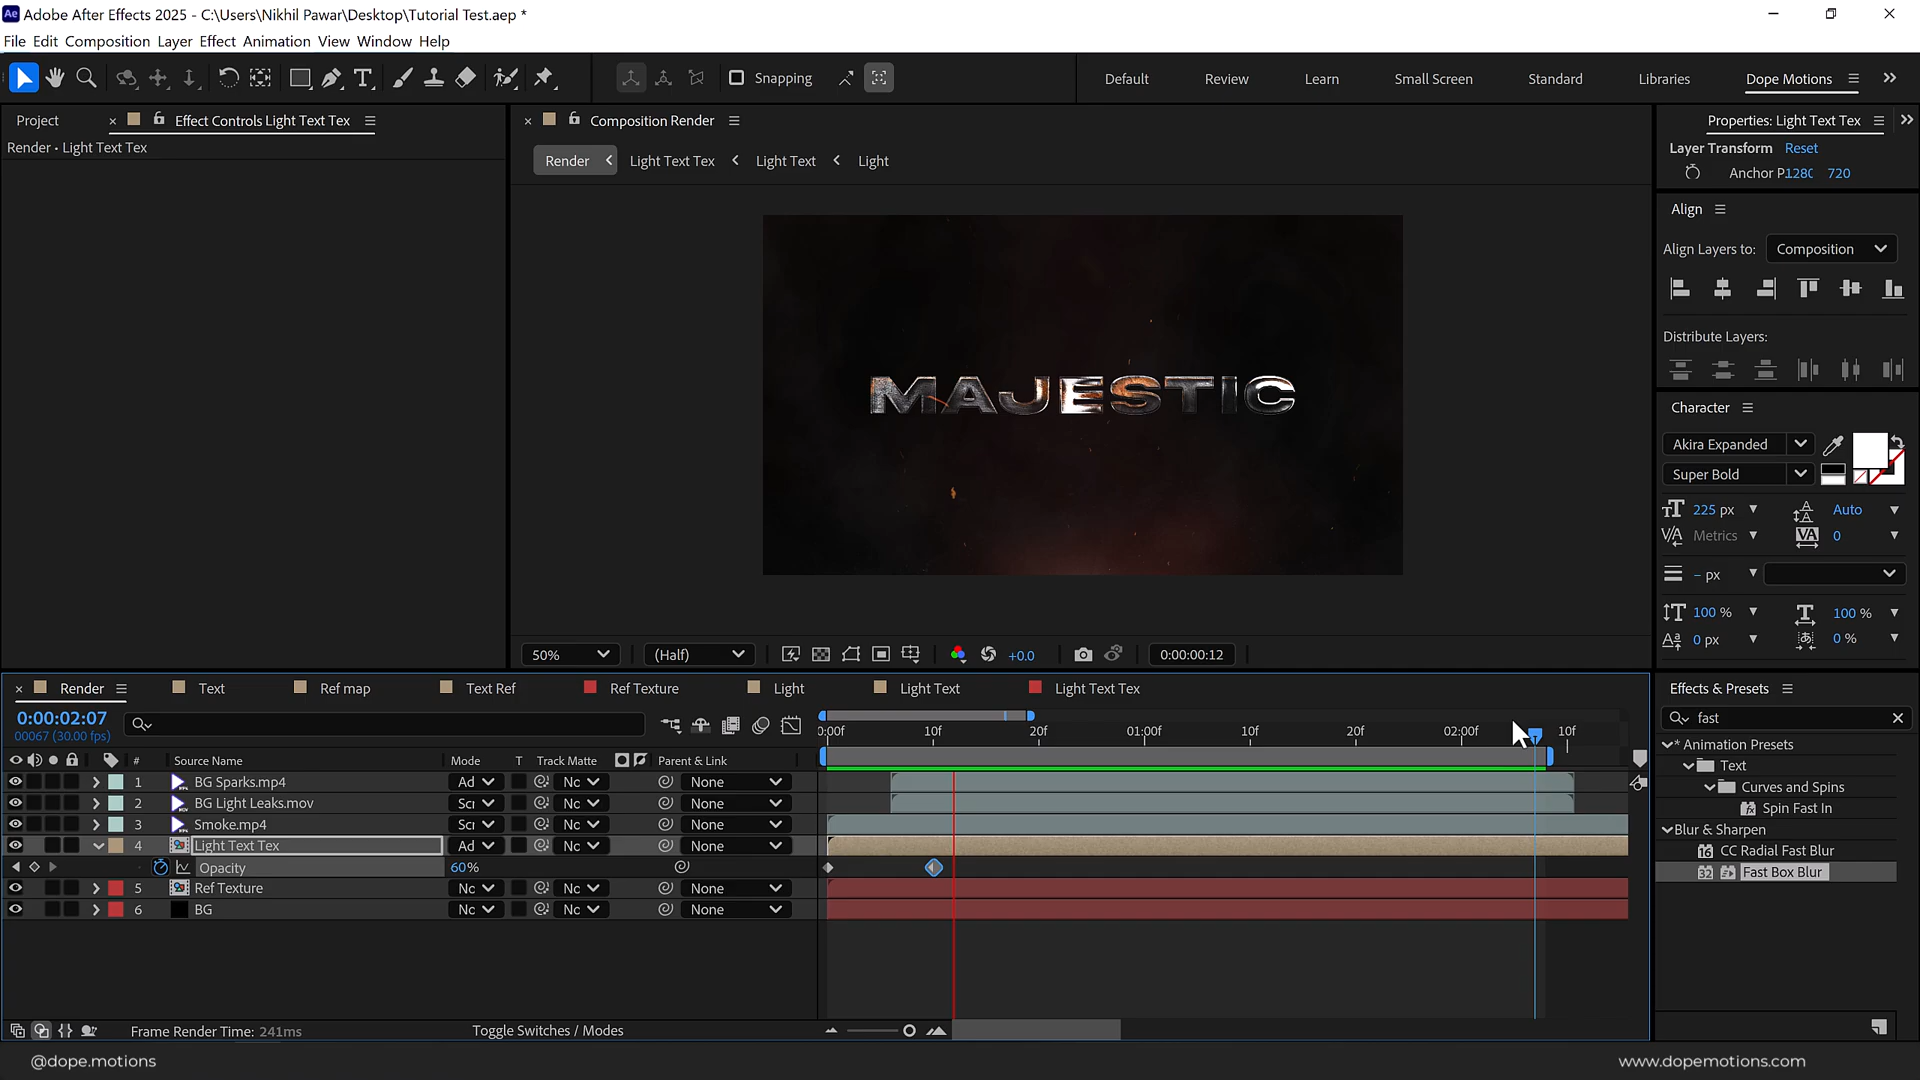 Adobe After Effects 2025 - C:\Users\Nikhil Pawar\Desktop\Tutorial Test.aep *
File Edit Composition Layer Effect Animation View Window Help
Snapping
Default Review Learn Small Screen Standard Libraries Dope Motions
Project
Effect Controls Light Text Tex
Render • Light Text Tex
Composition Render
Render Light Text Tex Light Text Light
MAJESTIC
50% (Half) +0.0 0:00:00:12
Properties: Light Text Tex
Layer Transform Reset
Anchor P 1280 720
Align
Align Layers to: Composition
Distribute Layers:
Character
Akira Expanded
Super Bold
225 px Auto
Metrics 0
- px
100 % 100 %
0 px 0 %
Render Text Ref map Text Ref Ref Texture Light Light Text Light Text Tex
0:00:02:07
00067 (30.00 fps)
0:00f 10f 20f 01:00f 10f 20f 02:00f 10f
# Source Name Mode T Track Matte Parent & Link
1 BG Sparks.mp4 Ad Nc None
2 BG Light Leaks.mov Scr Nc None
3 Smoke.mp4 Scr Nc None
4 Light Text Tex Ad Nc None
Opacity 60%
5 Ref Texture Nc Nc None
6 BG Nc Nc None
Frame Render Time: 241ms Toggle Switches / Modes
Effects & Presets
fast
* Animation Presets
Text
Curves and Spins
Spin Fast In
Blur & Sharpen
16 CC Radial Fast Blur
32 Fast Box Blur
@dope.motions
www.dopemotions.com